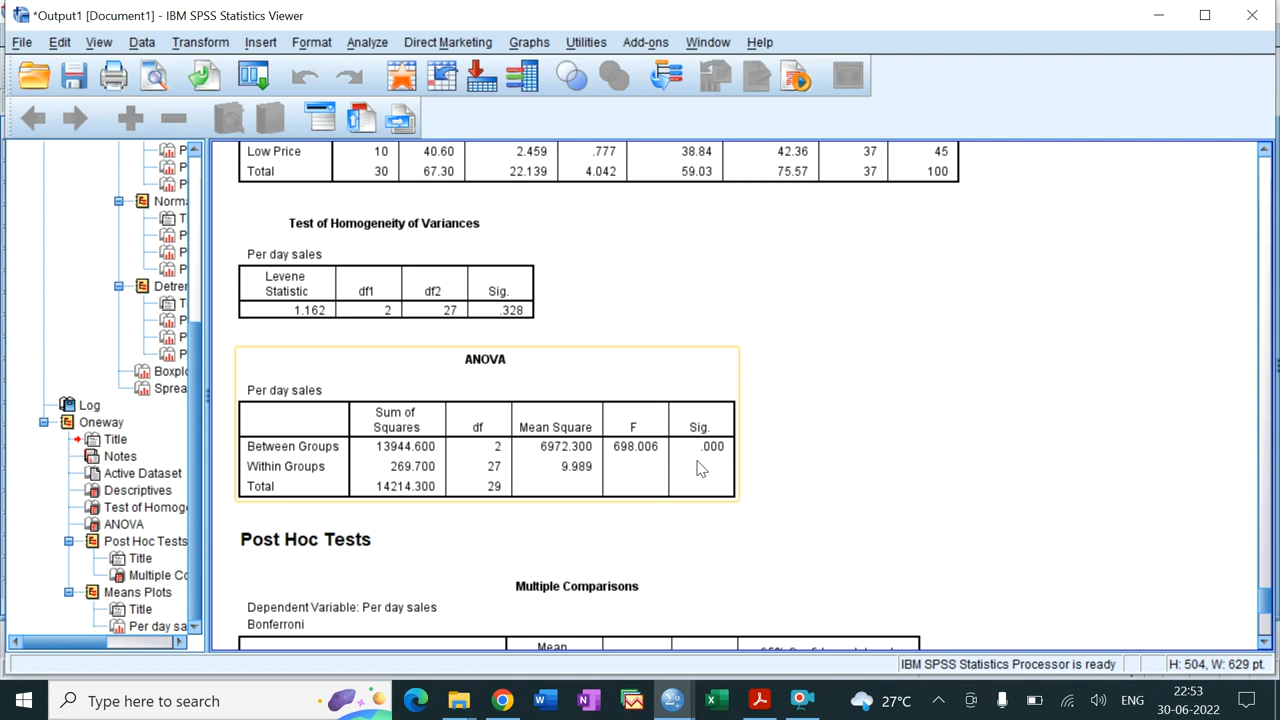 *Output1 [Document1] - IBM SPSS Statistics Viewer
File Edit View Data Transform Insert Format Analyze Direct Marketing Graphs Utilities Add-ons Window Help
P
P
P
Norma
T
P
P
P
Detre
T
P
P
P
Boxplo
Sprea
Log
Oneway
Title
Notes
Active Dataset
Descriptives
Test of Homog
ANOVA
Post Hoc Tests
Title
Multiple Co
Means Plots
Title
Per day sa
Low Price 10 40.60 2.459 .777 38.84 42.36 37 45
Total 30 67.30 22.139 4.042 59.03 75.57 37 100
Test of Homogeneity of Variances
Per day sales
Levene
Statistic df1 df2 Sig.
1.162 2 27 .328
ANOVA
Per day sales
Sum of
Squares df Mean Square F Sig.
Between Groups 13944.600 2 6972.300 698.006 .000
Within Groups 269.700 27 9.989
Total 14214.300 29
Post Hoc Tests
Multiple Comparisons
Dependent Variable: Per day sales
Bonferroni
Mean
IBM SPSS Statistics Processor is ready H: 504, W: 629 pt.
Type here to search 27°C ENG 22:53
30-06-2022